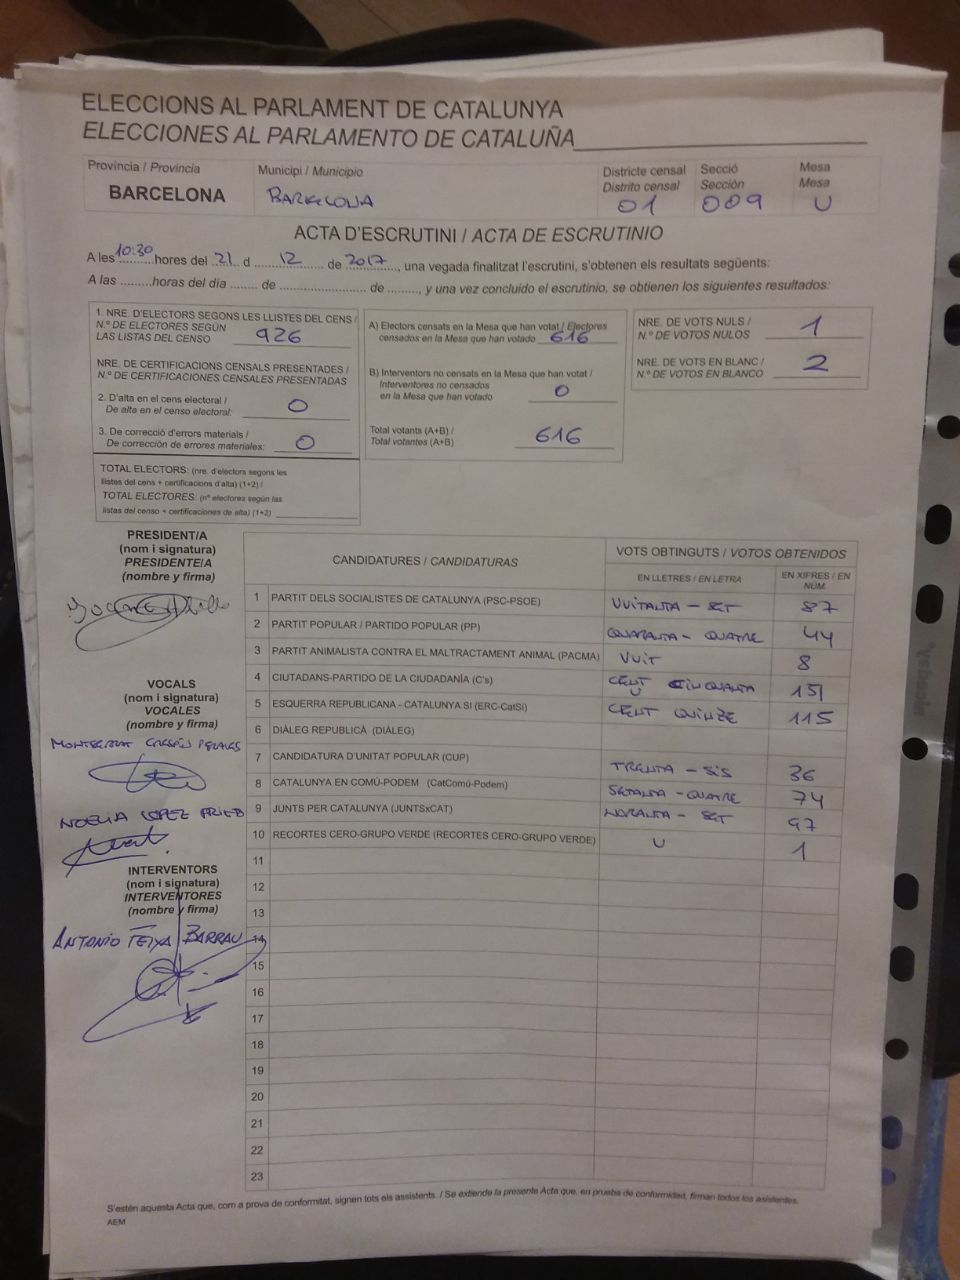 ELECCIONS AL PARLAMENT DE CATALUNYA
ELECCIONES AL PARLAMENTO DE CATALUÑA
Província / Provincia
BARCELONA
Municipi / Municipio
BARCELONA
Districte censal
Distrito censal
01
Secció
Sección
009
Mesa
Mesa
U
ACTA D'ESCRUTINI / ACTA DE ESCRUTINIO
A les 10:30 hores del 21 d 12 de 2017, una vegada finalitzat l'escrutini, s'obtenen els resultats següents:
A las .........horas del día ...... de ........................ de ........, y una vez concluido el escrutinio, se obtienen los siguientes resultados:
1. NRE. D'ELECTORS SEGONS LES LLISTES DEL CENS /
N.º DE ELECTORES SEGÚN
LAS LISTAS DEL CENSO 926
NRE. DE CERTIFICACIONS CENSALS PRESENTADES /
N.º DE CERTIFICACIONES CENSALES PRESENTADAS
2. D'alta en el cens electoral /
De alta en el censo electoral: 0
3. De correcció d'errors materials /
De corrección de errores materiales: 0
TOTAL ELECTORS: (nre. d'electors segons les
llistes del cens + certificacions d'alta) (1+2) /
TOTAL ELECTORES: (nº electores según las
listas del censo + certificaciones de alta) (1+2)
A) Electors censats en la Mesa que han votat / Electores
censados en la Mesa que han votado 616
B) Interventors no censats en la Mesa que han votat /
Interventores no censados
en la Mesa que han votado 0
Total votants (A+B) /
Total votantes (A+B) 616
NRE. DE VOTS NULS /
N.º DE VOTOS NULOS 1
NRE. DE VOTS EN BLANC /
N.º DE VOTOS EN BLANCO 2
PRESIDENT/A
(nom i signatura)
PRESIDENTE/A
(nombre y firma)
VOCALS
(nom i signatura)
VOCALES
(nombre y firma)
MONTSERRAT CRESPÍN PERALES
NOELIA LOPEZ PRIED
INTERVENTORS
(nom i signatura)
INTERVENTORES
(nombre y firma)
ANTONIO FEIXA BARRAU
CANDIDATURES / CANDIDATURAS
VOTS OBTINGUTS / VOTOS OBTENIDOS
EN LLETRES / EN LETRA
EN XIFRES / EN NÚM.
1 PARTIT DELS SOCIALISTES DE CATALUNYA (PSC-PSOE) VUITANTA - SET 87
2 PARTIT POPULAR / PARTIDO POPULAR (PP) QUARANTA - QUATRE 44
3 PARTIT ANIMALISTA CONTRA EL MALTRACTAMENT ANIMAL (PACMA) VUIT 8
4 CIUTADANS-PARTIDO DE LA CIUDADANÍA (C's) CENT CINQUANTA U 151
5 ESQUERRA REPUBLICANA - CATALUNYA SI (ERC-CatSí) CENT QUINZE 115
6 DIÀLEG REPUBLICÀ (DIÀLEG)
7 CANDIDATURA D'UNITAT POPULAR (CUP) TRENTA - SIS 36
8 CATALUNYA EN COMÚ-PODEM (CatComú-Podem) SETANTA - QUATRE 74
9 JUNTS PER CATALUNYA (JUNTSxCAT) NORANTA - SET 97
10 RECORTES CERO-GRUPO VERDE (RECORTES CERO-GRUPO VERDE) U 1
11
12
13
14
15
16
17
18
19
20
21
22
23
S'estén aquesta Acta que, com a prova de conformitat, signen tots els assistents. / Se extiende la presente Acta que, en prueba de conformidad, firman todos los asistentes.
AEM